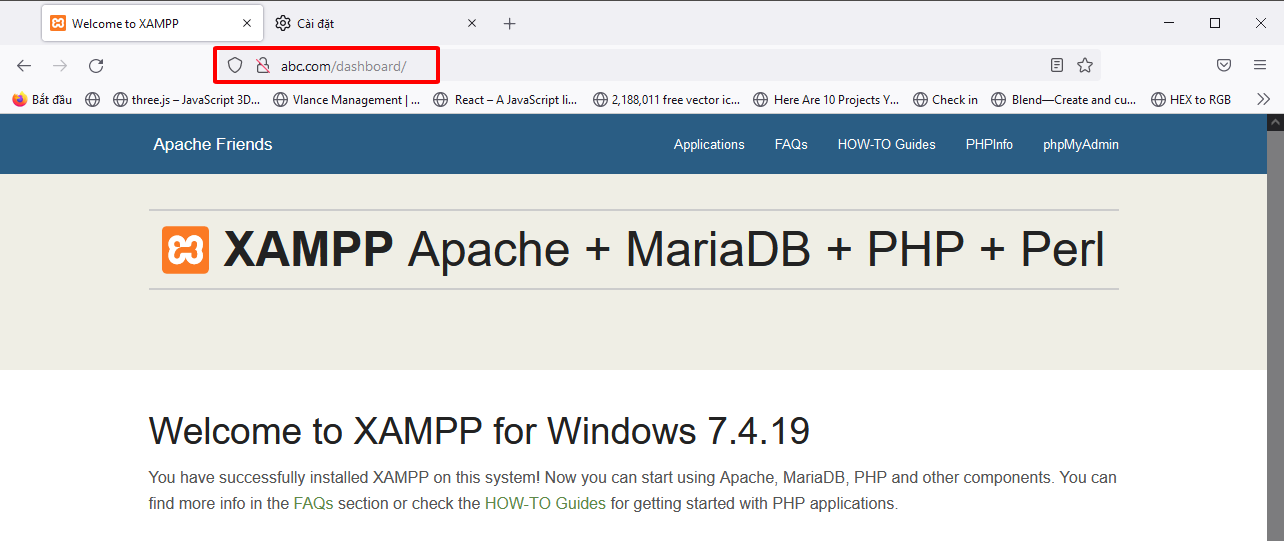 Welcome to XAMPP
Cài đặt
abc.com/dashboard/
Bắt đầu
three.js – JavaScript 3D...
Vlance Management | ...
React – A JavaScript li...
2,188,011 free vector ic...
Here Are 10 Projects Y...
Check in
Blend—Create and cu...
HEX to RGB
Apache Friends
Applications
FAQs
HOW-TO Guides
PHPInfo
phpMyAdmin
XAMPP Apache + MariaDB + PHP + Perl
Welcome to XAMPP for Windows 7.4.19
You have successfully installed XAMPP on this system! Now you can start using Apache, MariaDB, PHP and other components. You can
find more info in the FAQs section or check the HOW-TO Guides for getting started with PHP applications.